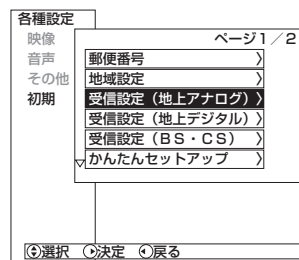 各種設定
映像
音声
その他
初期
ページ1／2
郵便番号 〉
地域設定 〉
受信設定（地上アナログ）〉
受信設定（地上デジタル）〉
受信設定（BS・CS） 〉
かんたんセットアップ 〉
選択 決定 戻る